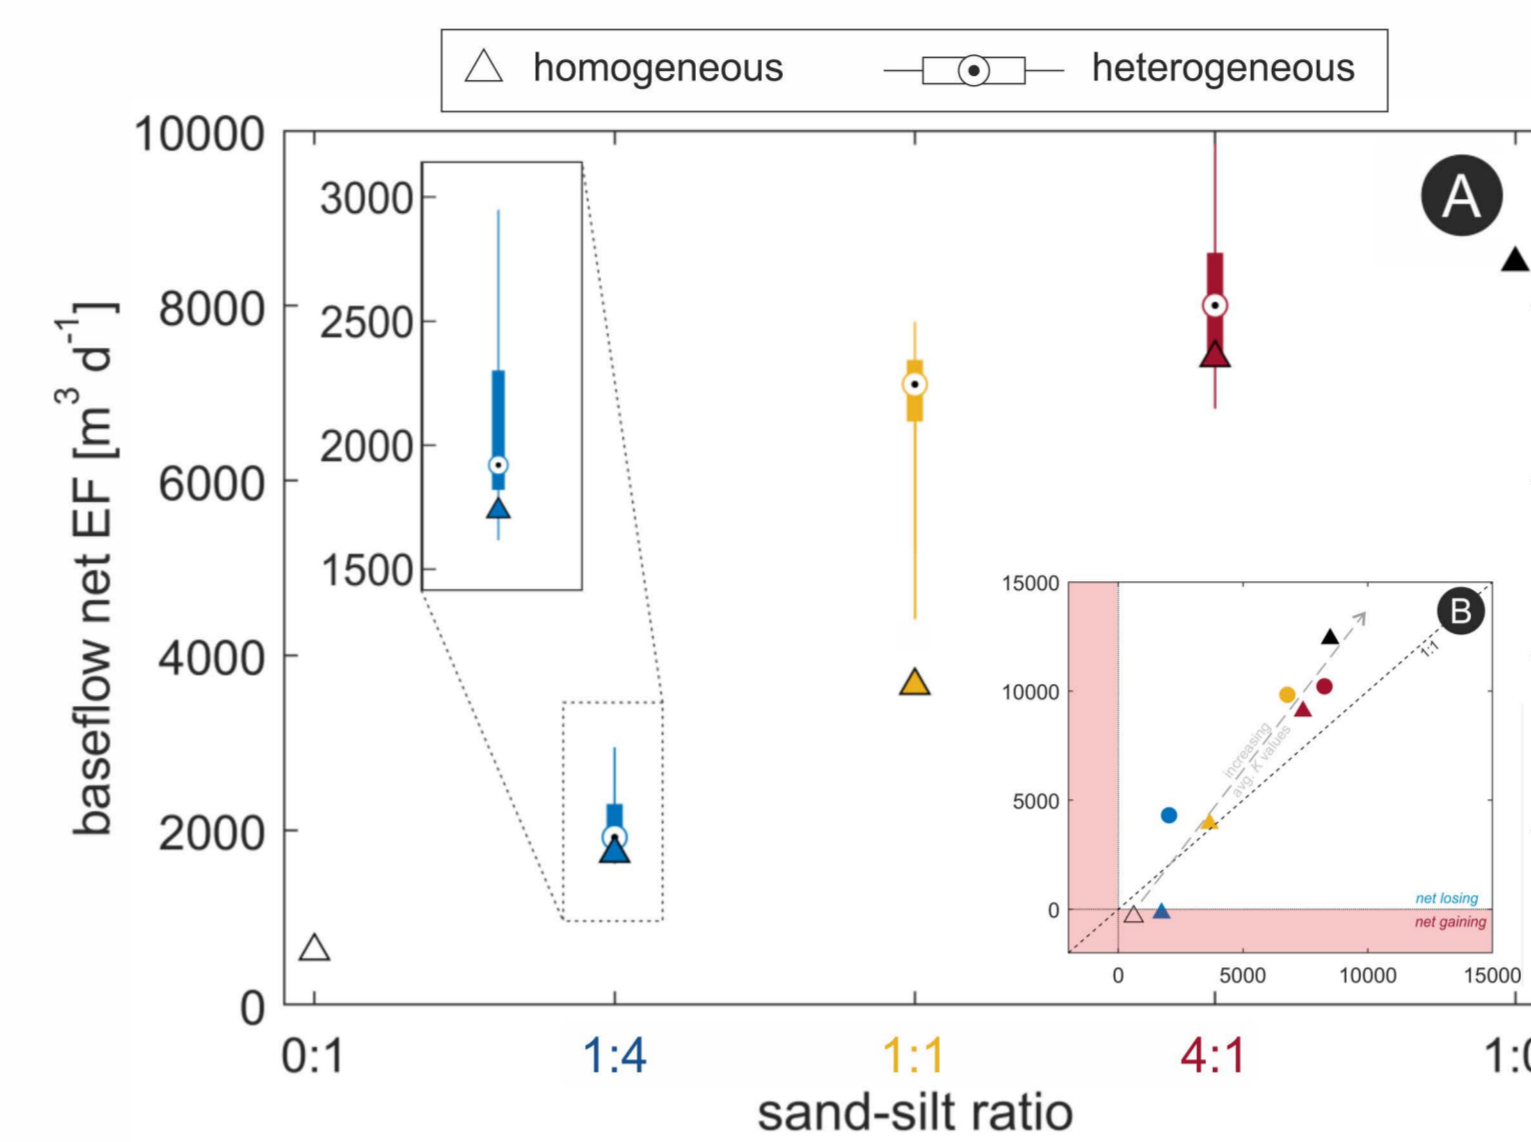 homogeneous heterogeneous
A
baseflow net EF [m³ d⁻¹]
10000
8000
6000
4000
2000
0
3000
2500
2000
1500
B
15000
10000
5000
0
1:1
increasing
avg. K values
net losing
net gaining
0 5000 10000 15000
0:1 1:4 1:1 4:1
sand-silt ratio